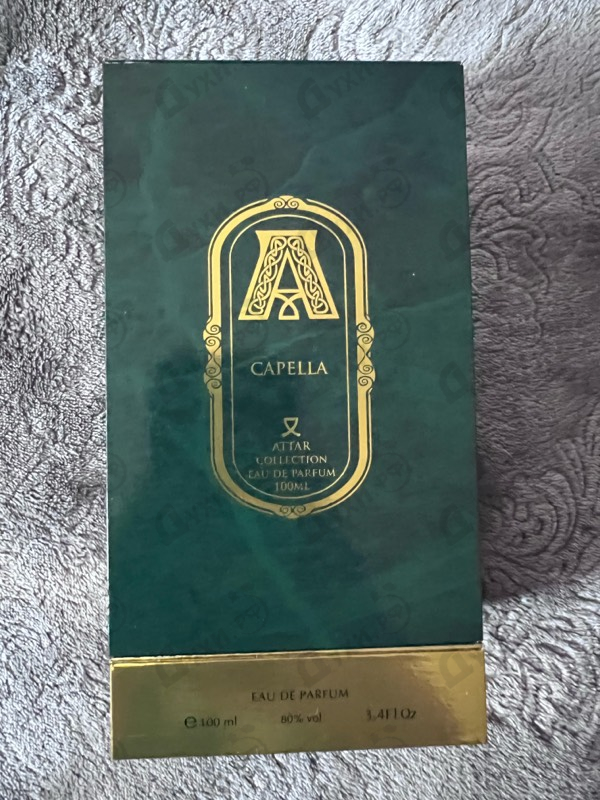 A
CAPELLA
ATTAR
COLLECTION
EAU DE PARFUM
100ML
EAU DE PARFUM
℮ 100 ml 80% vol 3.4Fl Oz